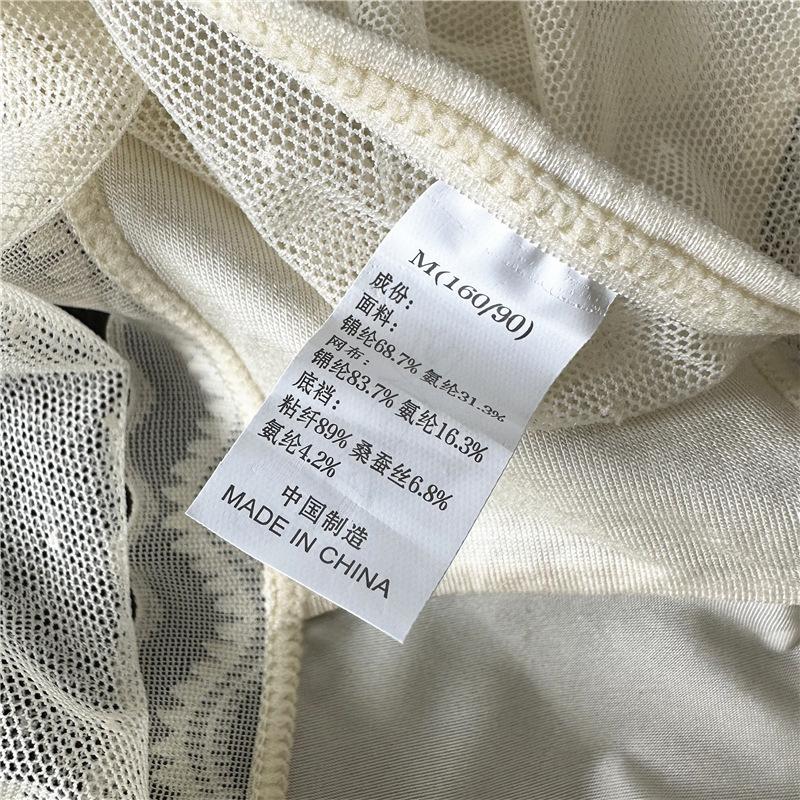 M(160/90)
成份：
面料：
锦纶68.7% 氨纶31.3%
网布：
锦纶83.7% 氨纶16.3%
底裆：
粘纤89% 桑蚕丝6.8%
氨纶4.2%
中国制造
MADE IN CHINA